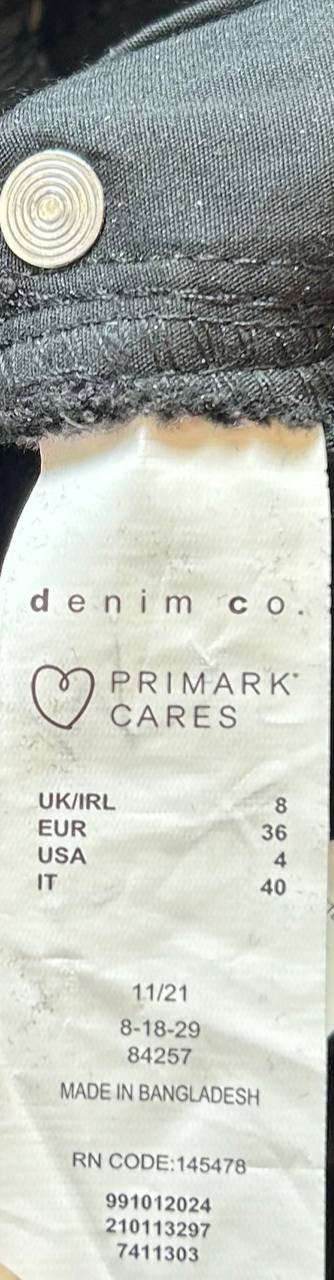 denim co.
PRIMARK
CARES
UK/IRL 8
EUR 36
USA 4
IT 40
11/21
8-18-29
84257
MADE IN BANGLADESH
RN CODE:145478
991012024
210113297
7411303